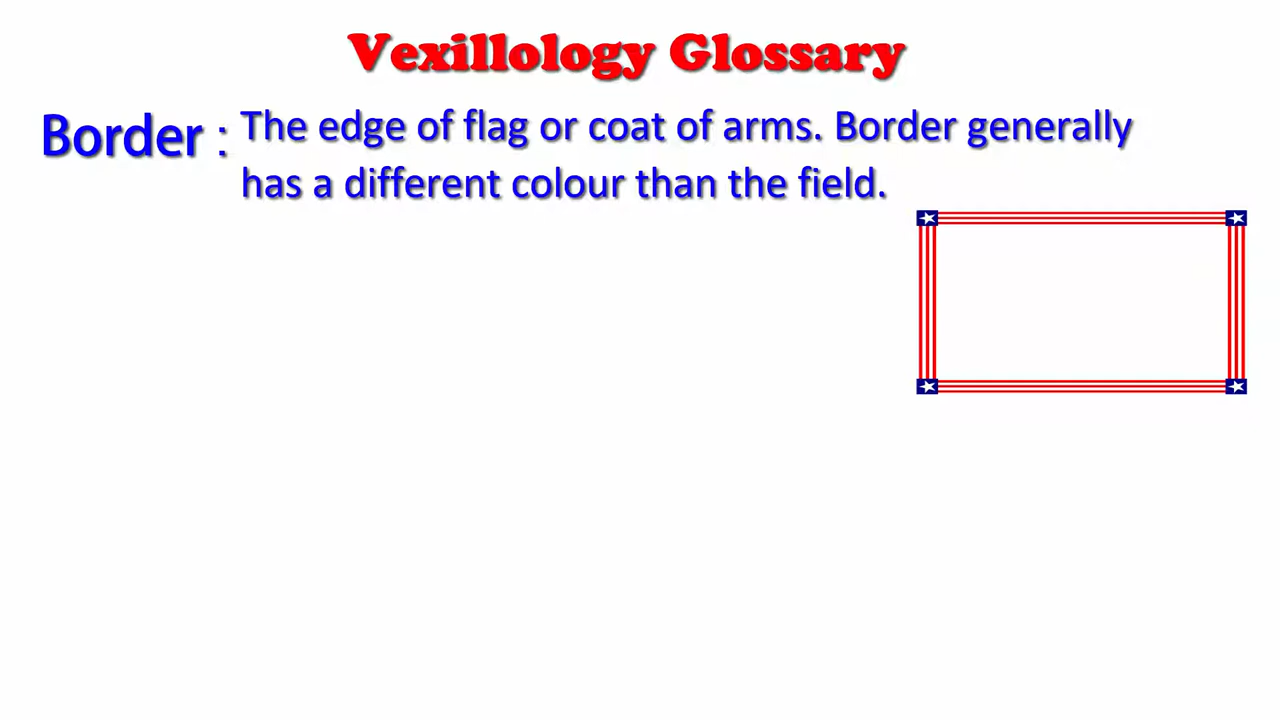 Vexillology Glossary
Border : The edge of flag or coat of arms. Border generally
has a different colour than the field.